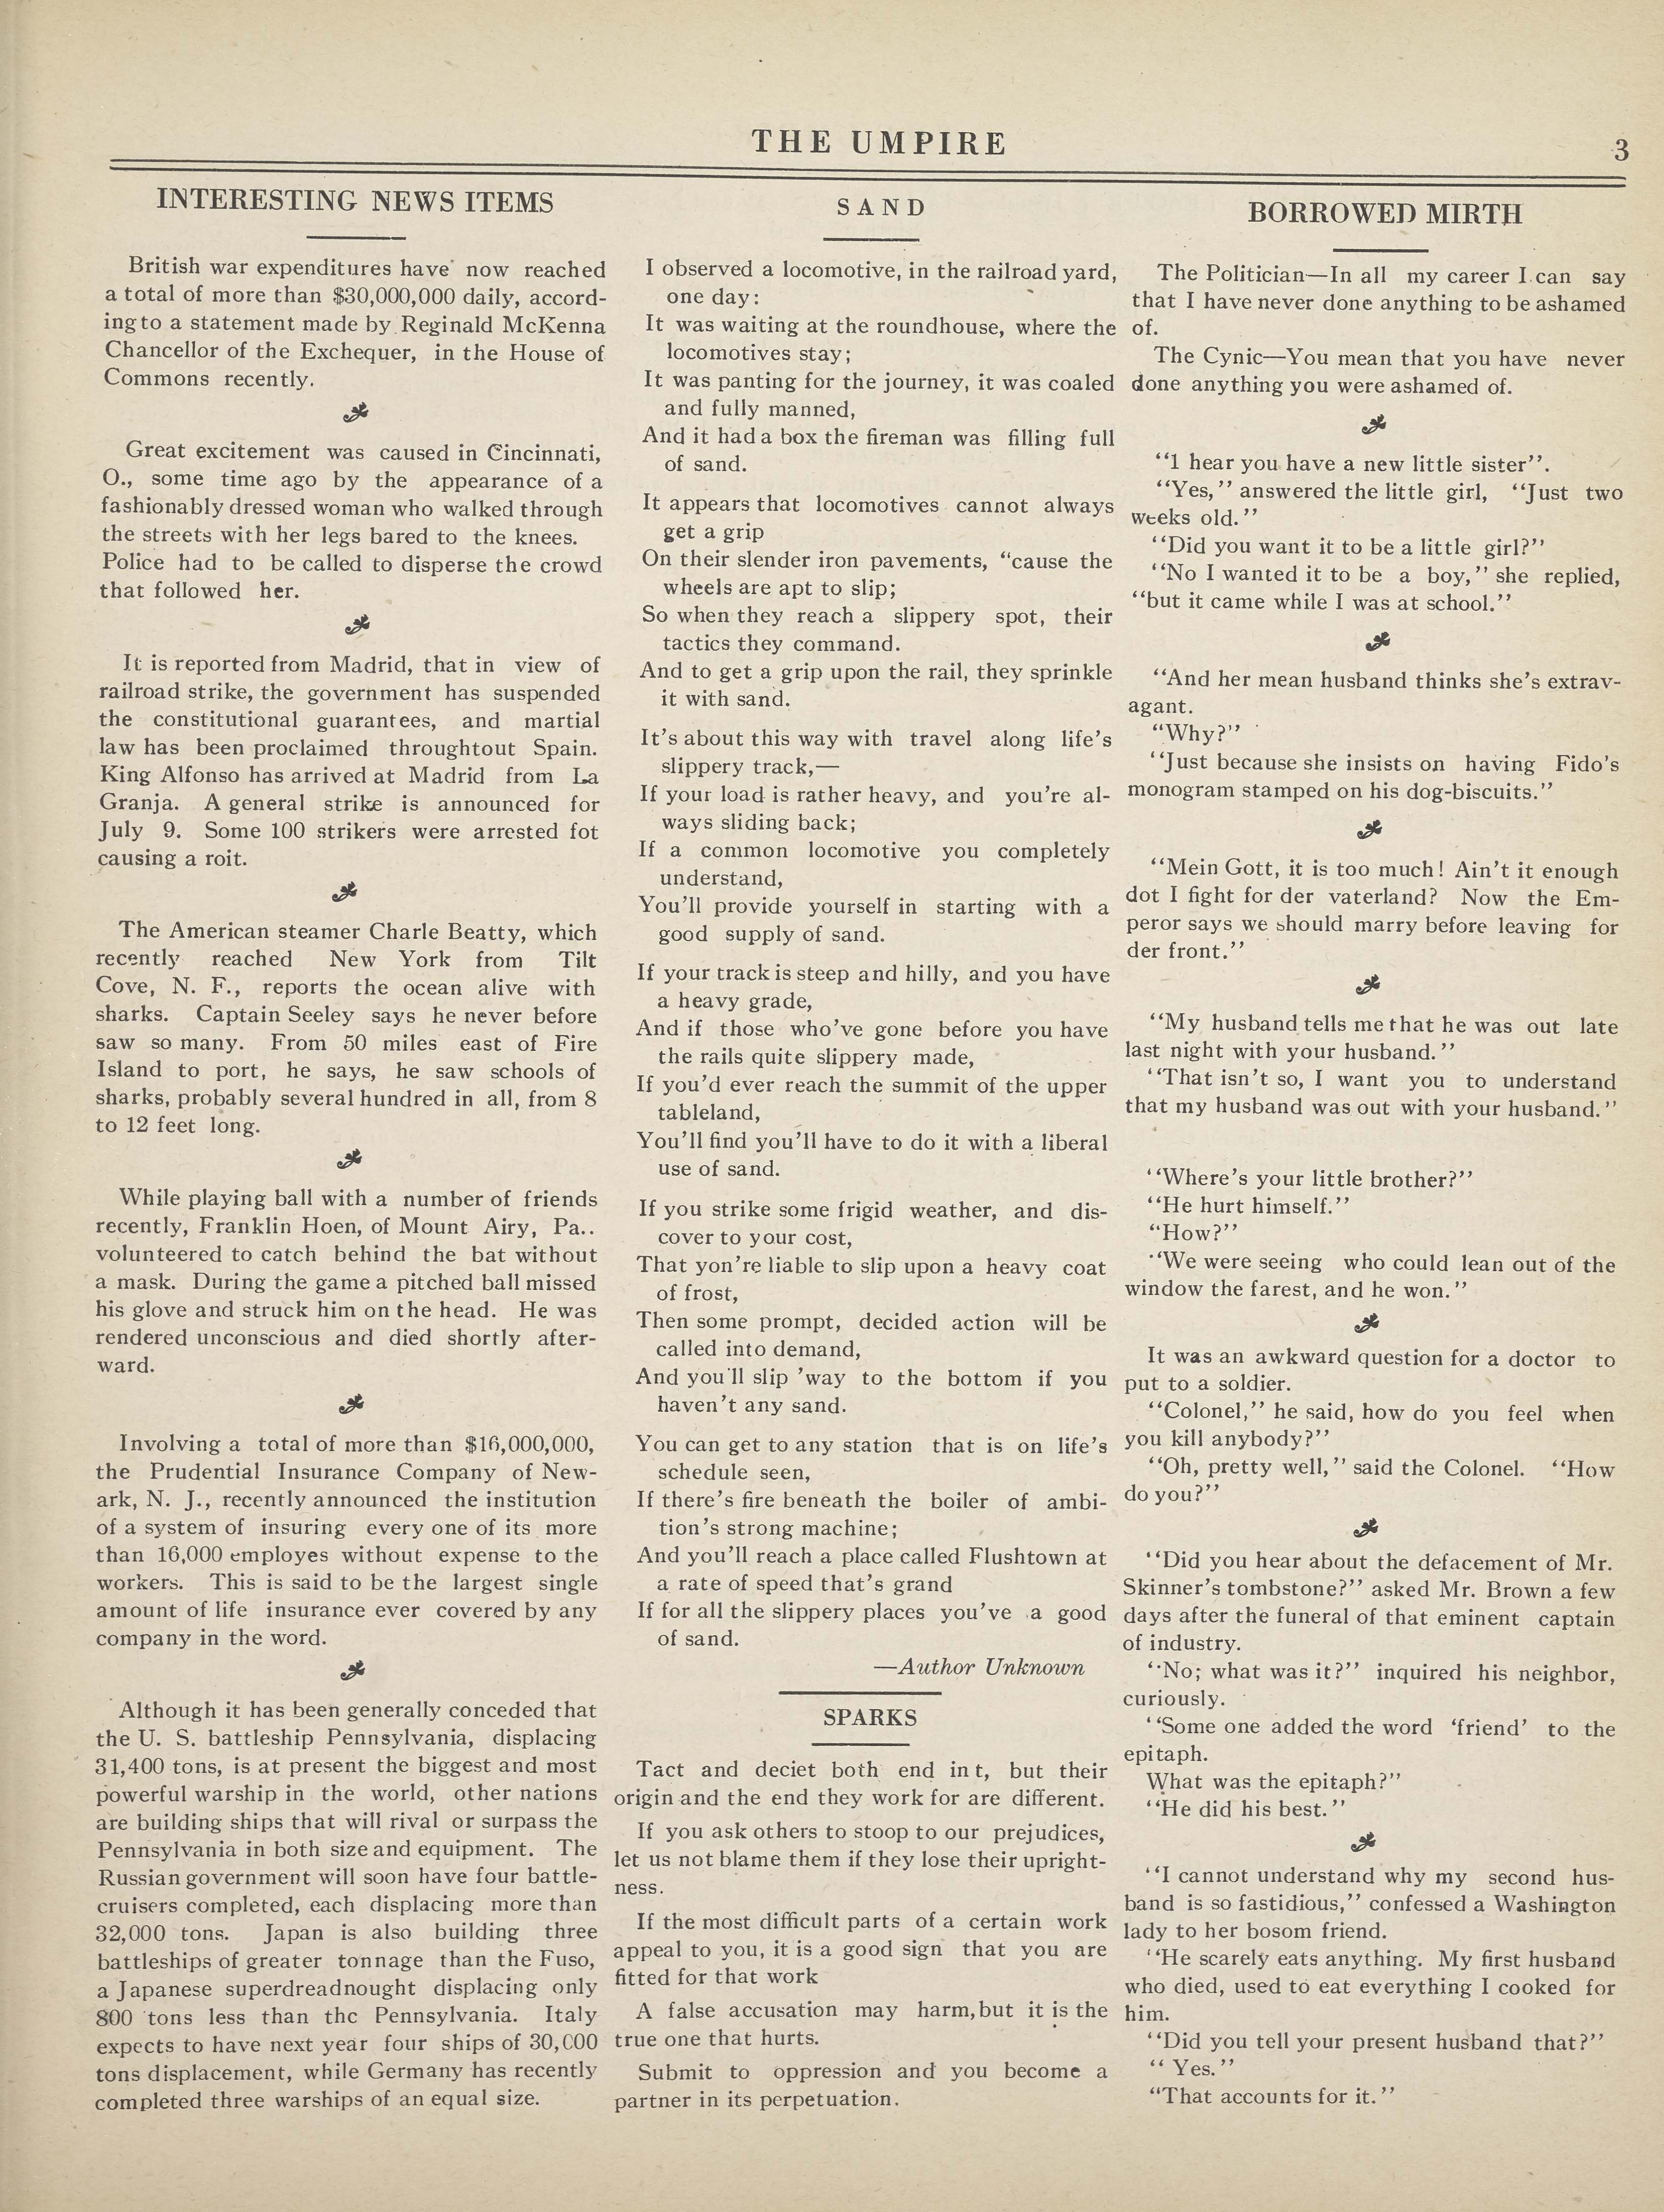 THE UMPIRE
3
INTERESTING NEWS ITEMS
British war expenditures have now reached
a total of more than $30,000,000 daily, accord-
ing to a statement made by Reginald McKenna
Chancellor of the Exchequer, in the House of
Commons recently.
Great excitement was caused in Cincinnati,
O., some time ago by the appearance of a
fashionably dressed woman who walked through
the streets with her legs bared to the knees.
Police had to be called to disperse the crowd
that followed her.
It is reported from Madrid, that in view of
railroad strike, the government has suspended
the constitutional guarantees, and martial
law has been proclaimed throughtout Spain.
King Alfonso has arrived at Madrid from La
Granja. A general strike is announced for
July 9. Some 100 strikers were arrested fot
causing a roit.
The American steamer Charle Beatty, which
recently reached New York from Tilt
Cove, N. F., reports the ocean alive with
sharks. Captain Seeley says he never before
saw so many. From 50 miles east of Fire
Island to port, he says, he saw schools of
sharks, probably several hundred in all, from 8
to 12 feet long.
While playing ball with a number of friends
recently, Franklin Hoen, of Mount Airy, Pa..
volunteered to catch behind the bat without
a mask. During the game a pitched ball missed
his glove and struck him on the head. He was
rendered unconscious and died shortly after-
ward.
Involving a total of more than $16,000,000,
the Prudential Insurance Company of New-
ark, N. J., recently announced the institution
of a system of insuring every one of its more
than 16,000 employes without expense to the
workers. This is said to be the largest single
amount of life insurance ever covered by any
company in the word.
Although it has been generally conceded that
the U. S. battleship Pennsylvania, displacing
31,400 tons, is at present the biggest and most
powerful warship in the world, other nations
are building ships that will rival or surpass the
Pennsylvania in both size and equipment. The
Russian government will soon have four battle-
cruisers completed, each displacing more than
32,000 tons. Japan is also building three
battleships of greater tonnage than the Fuso,
a Japanese superdreadnought displacing only
800 tons less than thc Pennsylvania. Italy
expects to have next year four ships of 30,000
tons displacement, while Germany has recently
completed three warships of an equal size.
SAND
I observed a locomotive, in the railroad yard,
one day:
It was waiting at the roundhouse, where the
locomotives stay;
It was panting for the journey, it was coaled
and fully manned,
And it had a box the fireman was filling full
of sand.
It appears that locomotives cannot always
get a grip
On their slender iron pavements, "cause the
wheels are apt to slip;
So when they reach a slippery spot, their
tactics they command.
And to get a grip upon the rail, they sprinkle
it with sand.
It's about this way with travel along life's
slippery track,—
If your load is rather heavy, and you're al-
ways sliding back;
If a common locomotive you completely
understand,
You'll provide yourself in starting with a
good supply of sand.
If your track is steep and hilly, and you have
a heavy grade,
And if those who've gone before you have
the rails quite slippery made,
If you'd ever reach the summit of the upper
tableland,
You'll find you'll have to do it with a liberal
use of sand.
If you strike some frigid weather, and dis-
cover to your cost,
That yon're liable to slip upon a heavy coat
of frost,
Then some prompt, decided action will be
called into demand,
And you'll slip 'way to the bottom if you
haven't any sand.
You can get to any station that is on life's
schedule seen,
If there's fire beneath the boiler of ambi-
tion's strong machine;
And you'll reach a place called Flushtown at
a rate of speed that's grand
If for all the slippery places you've a good
of sand.
—Author Unknown
SPARKS
Tact and deciet both end in t, but their
origin and the end they work for are different.
If you ask others to stoop to our prejudices,
let us not blame them if they lose their upright-
ness.
If the most difficult parts of a certain work
appeal to you, it is a good sign that you are
fitted for that work
A false accusation may harm, but it is the
true one that hurts.
Submit to oppression and you become a
partner in its perpetuation.
BORROWED MIRTH
The Politician—In all my career I can say
that I have never done anything to be ashamed
of.
The Cynic—You mean that you have never
done anything you were ashamed of.
"1 hear you have a new little sister".
"Yes," answered the little girl, "Just two
weeks old."
"Did you want it to be a little girl?"
"No I wanted it to be a boy," she replied,
"but it came while I was at school."
"And her mean husband thinks she's extrav-
agant.
"Why?"
"Just because she insists on having Fido's
monogram stamped on his dog-biscuits."
"Mein Gott, it is too much! Ain't it enough
dot I fight for der vaterland? Now the Em-
peror says we should marry before leaving for
der front."
"My husband tells me that he was out late
last night with your husband."
"That isn't so, I want you to understand
that my husband was out with your husband."
"Where's your little brother?"
"He hurt himself."
"How?"
"We were seeing who could lean out of the
window the farest, and he won."
It was an awkward question for a doctor to
put to a soldier.
"Colonel," he said, how do you feel when
you kill anybody?"
"Oh, pretty well," said the Colonel. "How
do you?"
"Did you hear about the defacement of Mr.
Skinner's tombstone?" asked Mr. Brown a few
days after the funeral of that eminent captain
of industry.
"No; what was it?" inquired his neighbor,
curiously.
"Some one added the word 'friend' to the
epitaph.
What was the epitaph?"
"He did his best."
"I cannot understand why my second hus-
band is so fastidious," confessed a Washington
lady to her bosom friend.
"He scarely eats anything. My first husband
who died, used to eat everything I cooked for
him.
"Did you tell your present husband that?"
"Yes."
"That accounts for it."